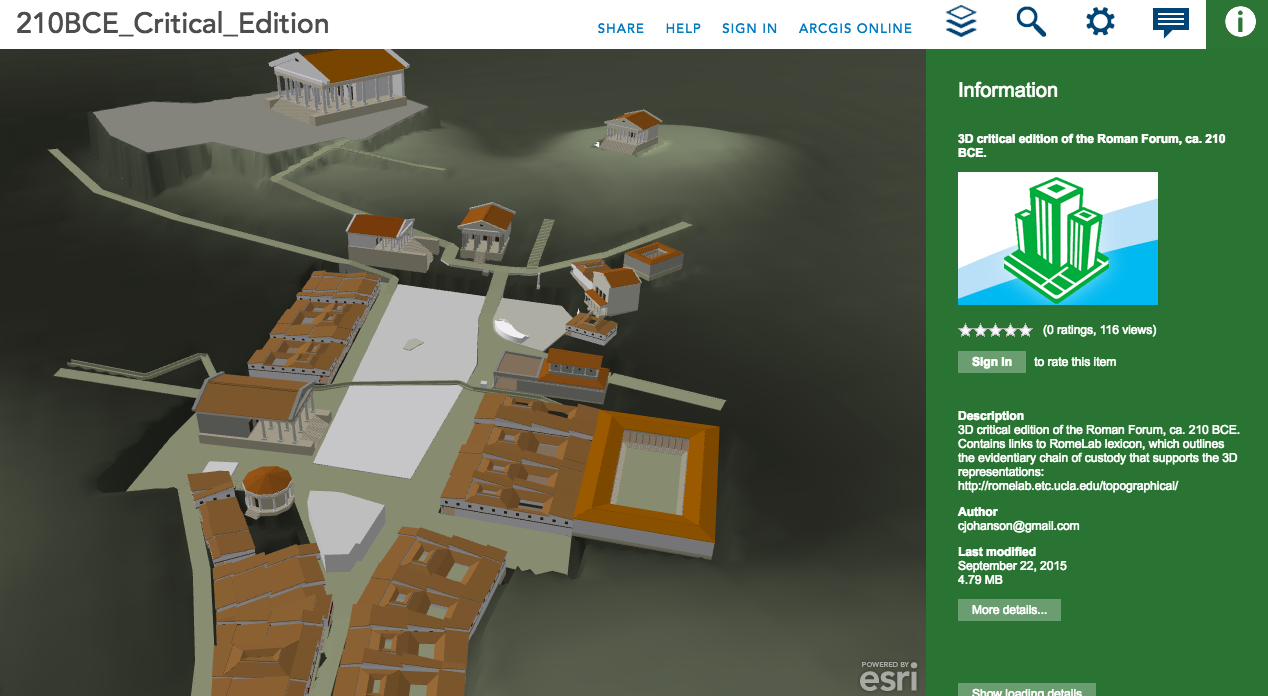 210BCE_Critical_Edition
SHARE HELP SIGN IN ARCGIS ONLINE
Information
3D critical edition of the Roman Forum, ca. 210
BCE.
(0 ratings, 116 views)
Sign In to rate this item
Description
3D critical edition of the Roman Forum, ca. 210 BCE.
Contains links to RomeLab lexicon, which outlines
the evidentiary chain of custody that supports the 3D
representations:
http://romelab.etc.ucla.edu/topographical/
Author
cjohanson@gmail.com
Last modified
September 22, 2015
4.79 MB
More details...
Show loading details
POWERED BY
esri